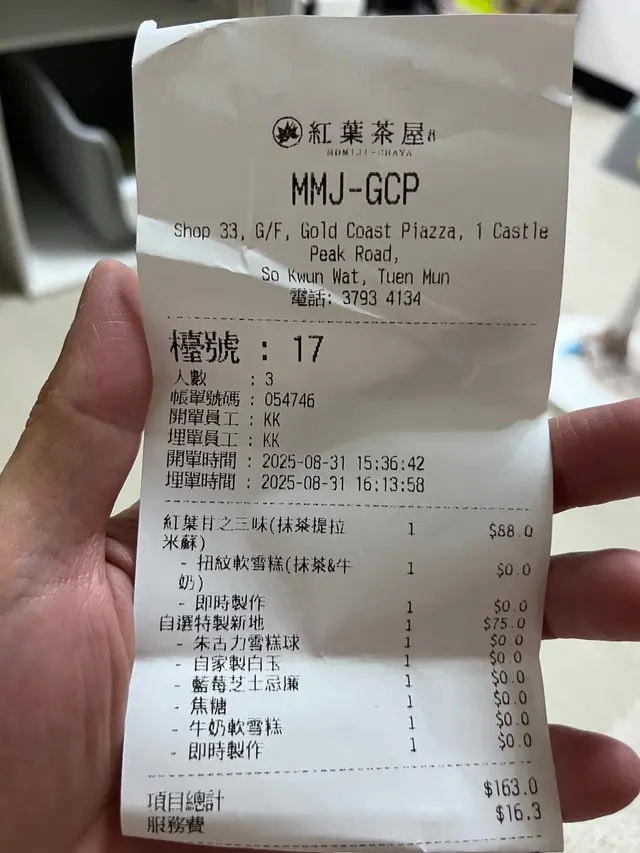 紅葉茶屋
MOMIJI-CHAYA
MMJ-GCP
Shop 33, G/F, Gold Coast Piazza, 1 Castle
Peak Road,
So Kwun Wat, Tuen Mun
電話: 3793 4134
檯號 : 17
人數 : 3
帳單號碼 : 054746
開單員工 : KK
埋單員工 : KK
開單時間 : 2025-08-31 15:36:42
埋單時間 : 2025-08-31 16:13:58
紅葉甘之三味(抹茶提拉 1 $88.0
米蘇)
- 扭紋軟雪糕(抹茶&牛 1 $0.0
奶)
- 即時製作 1 $0.0
自選特製新地 1 $75.0
- 朱古力雪糕球 1 $0.0
- 自家製白玉 1 $0.0
- 藍莓芝士忌廉 1 $0.0
- 焦糖 1 $0.0
- 牛奶軟雪糕 1 $0.0
- 即時製作 1 $0.0
項目總計 $163.0
服務費 $16.3